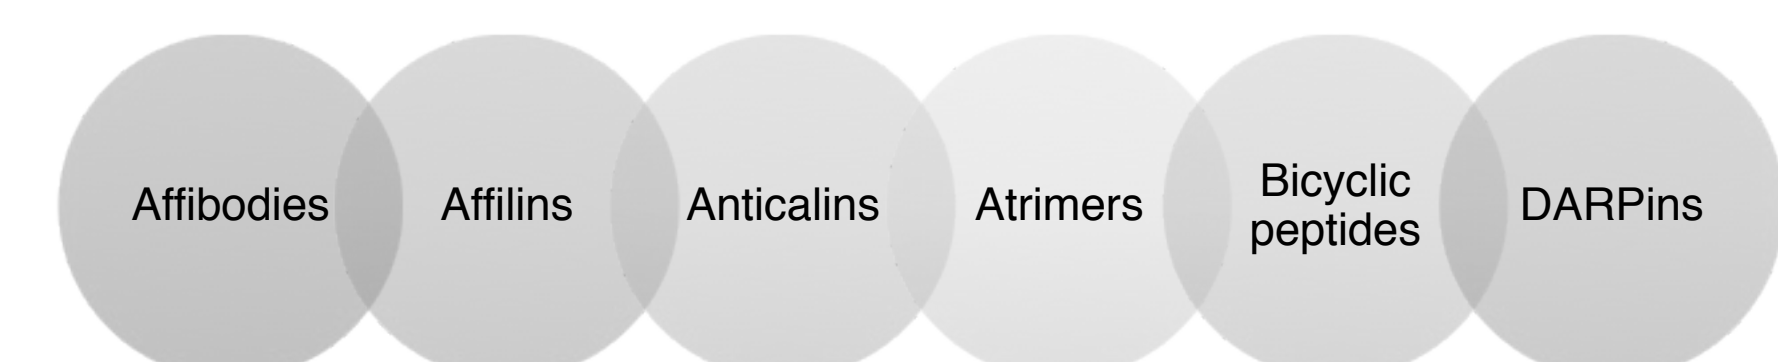 Affibodies
Affilins
Anticalins
Atrimers
Bicyclic
peptides
DARPins